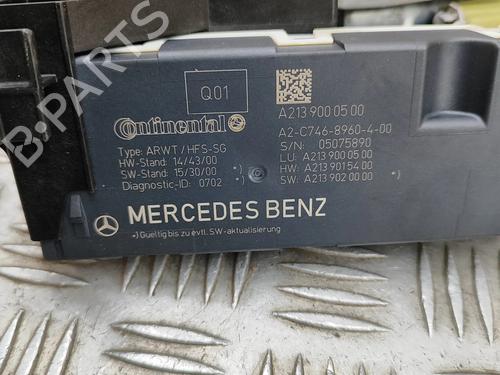 B-PARTS
Q01
Continental
Type: ARWT / HFS-SG
HW-Stand: 14/43/00
SW-Stand: 15/30/00
Diagnostic-ID: 0702
A213 900 05 00
A2-C746-8960-4-00
S/N: 05075890
LU: A213 900 05 00
HW: A213 901 54 00
SW: A213 902 00 00
MERCEDES BENZ
*) Gueltig bis zu evtl. SW-aktualisierung